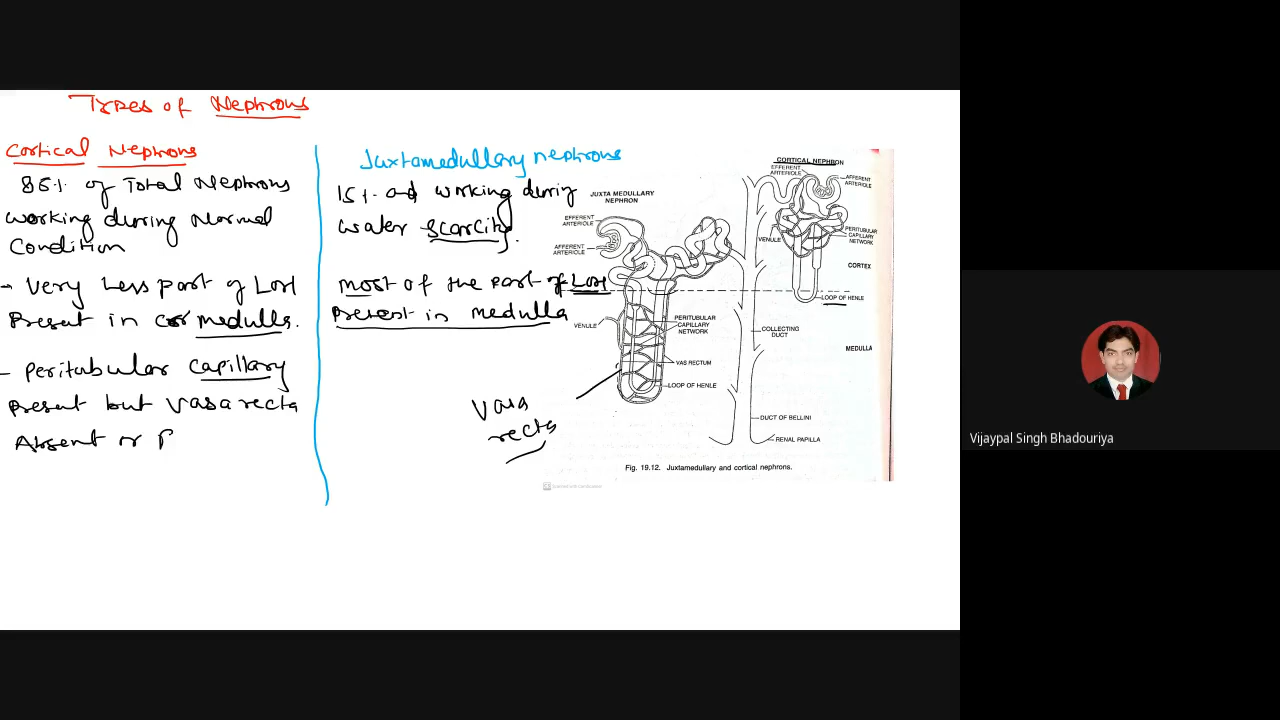 Types of Nephrons
Cortical Nephrons
85% of Total Nephrons
working during Normal
Condition
→ Very Less part of LOH
Present in medulla.
- Peritubular Capillary
Present but Vasa recta
Absent or P
Juxtamedullary nephrons
15% and working during
water scarcity.
most of the part of LOH
Present in medulla
Vasa
recta
JUXTA MEDULLARY
NEPHRON
EFFERENT
ARTERIOLE
AFFERENT
ARTERIOLE
VENULE
PERITUBULAR
CAPILLARY
NETWORK
VAS RECTUM
LOOP OF HENLE
CORTICAL NEPHRON
EFFERENT
ARTERIOLE
AFFERENT
ARTERIOLE
VENULE
PERITUBULAR
CAPILLARY
NETWORK
CORTEX
LOOP OF HENLE
COLLECTING
DUCT
MEDULLA
DUCT OF BELLINI
RENAL PAPILLA
Fig. 19.12. Juxtamedullary and cortical nephrons.
Vijaypal Singh Bhadouriya